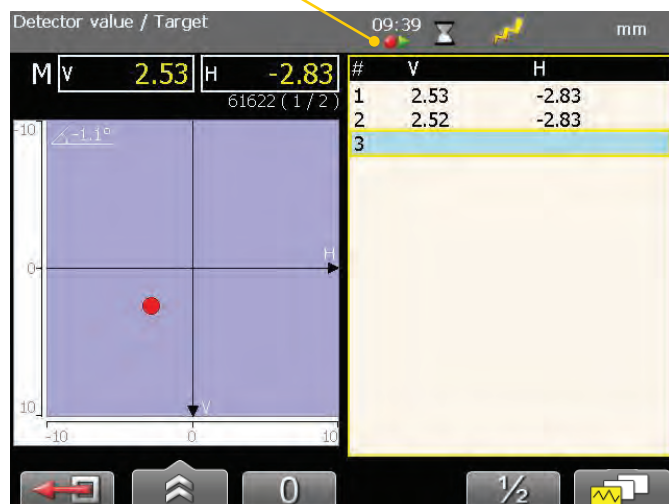 Detector value / Target
09:39
mm
M V 2.53 H -2.83
61622 ( 1 / 2 )
# V H
1 2.53 -2.83
2 2.52 -2.83
3
-10
-1.1°
H
0
10
V
-10 0 10
0
½